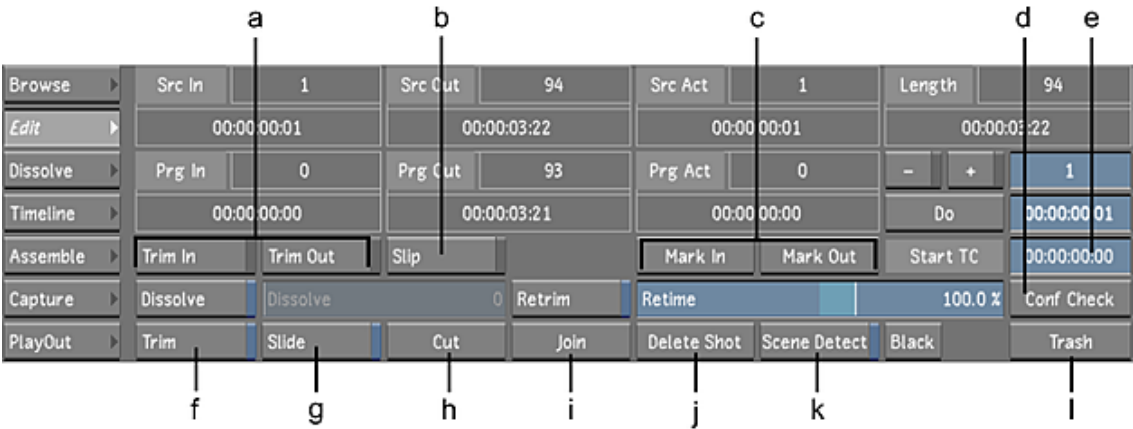 a b c d e
Browse Src In 1 Src Out 94 Src Act 1 Length 94
Edit 00:00:00:01 00:00:03:22 00:00:00:01 00:00:03:22
Dissolve Prg In 0 Prg Out 93 Prg Act 0 - + 1
Timeline 00:00:00:00 00:00:03:21 00:00:00:00 Do 00:00:00:01
Assemble Trim In Trim Out Slip Mark In Mark Out Start TC 00:00:00:00
Capture Dissolve Dissolve 0 Retrim Retime 100.0 % Conf Check
PlayOut Trim Slide Cut Join Delete Shot Scene Detect Black Trash
f g h i j k l